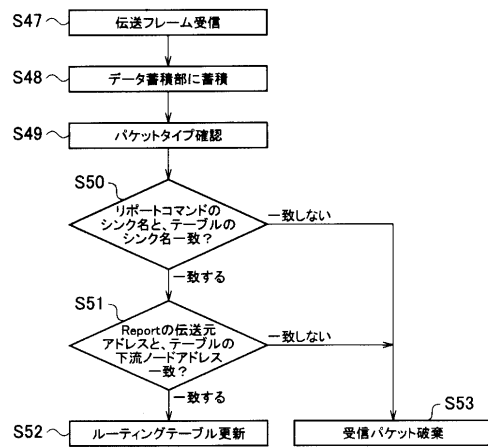 S47
伝送フレーム受信
S48
データ蓄積部に蓄積
S49
パケットタイプ確認
S50
リポートコマンドの
シンク名と、テーブルの
シンク名一致？
一致しない
一致する
S51
Reportの伝送元
アドレスと、テーブルの
下流ノードアドレス
一致？
一致しない
一致する
S52
ルーティングテーブル更新
S53
受信パケット破棄